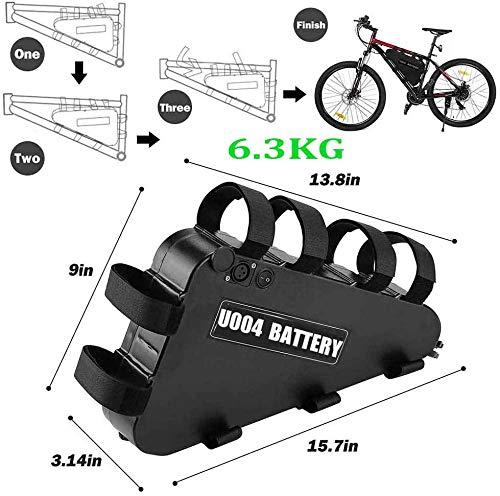 One
Two
Three
Finish
6.3KG
13.8in
9in
U004 BATTERY
3.14in
15.7in